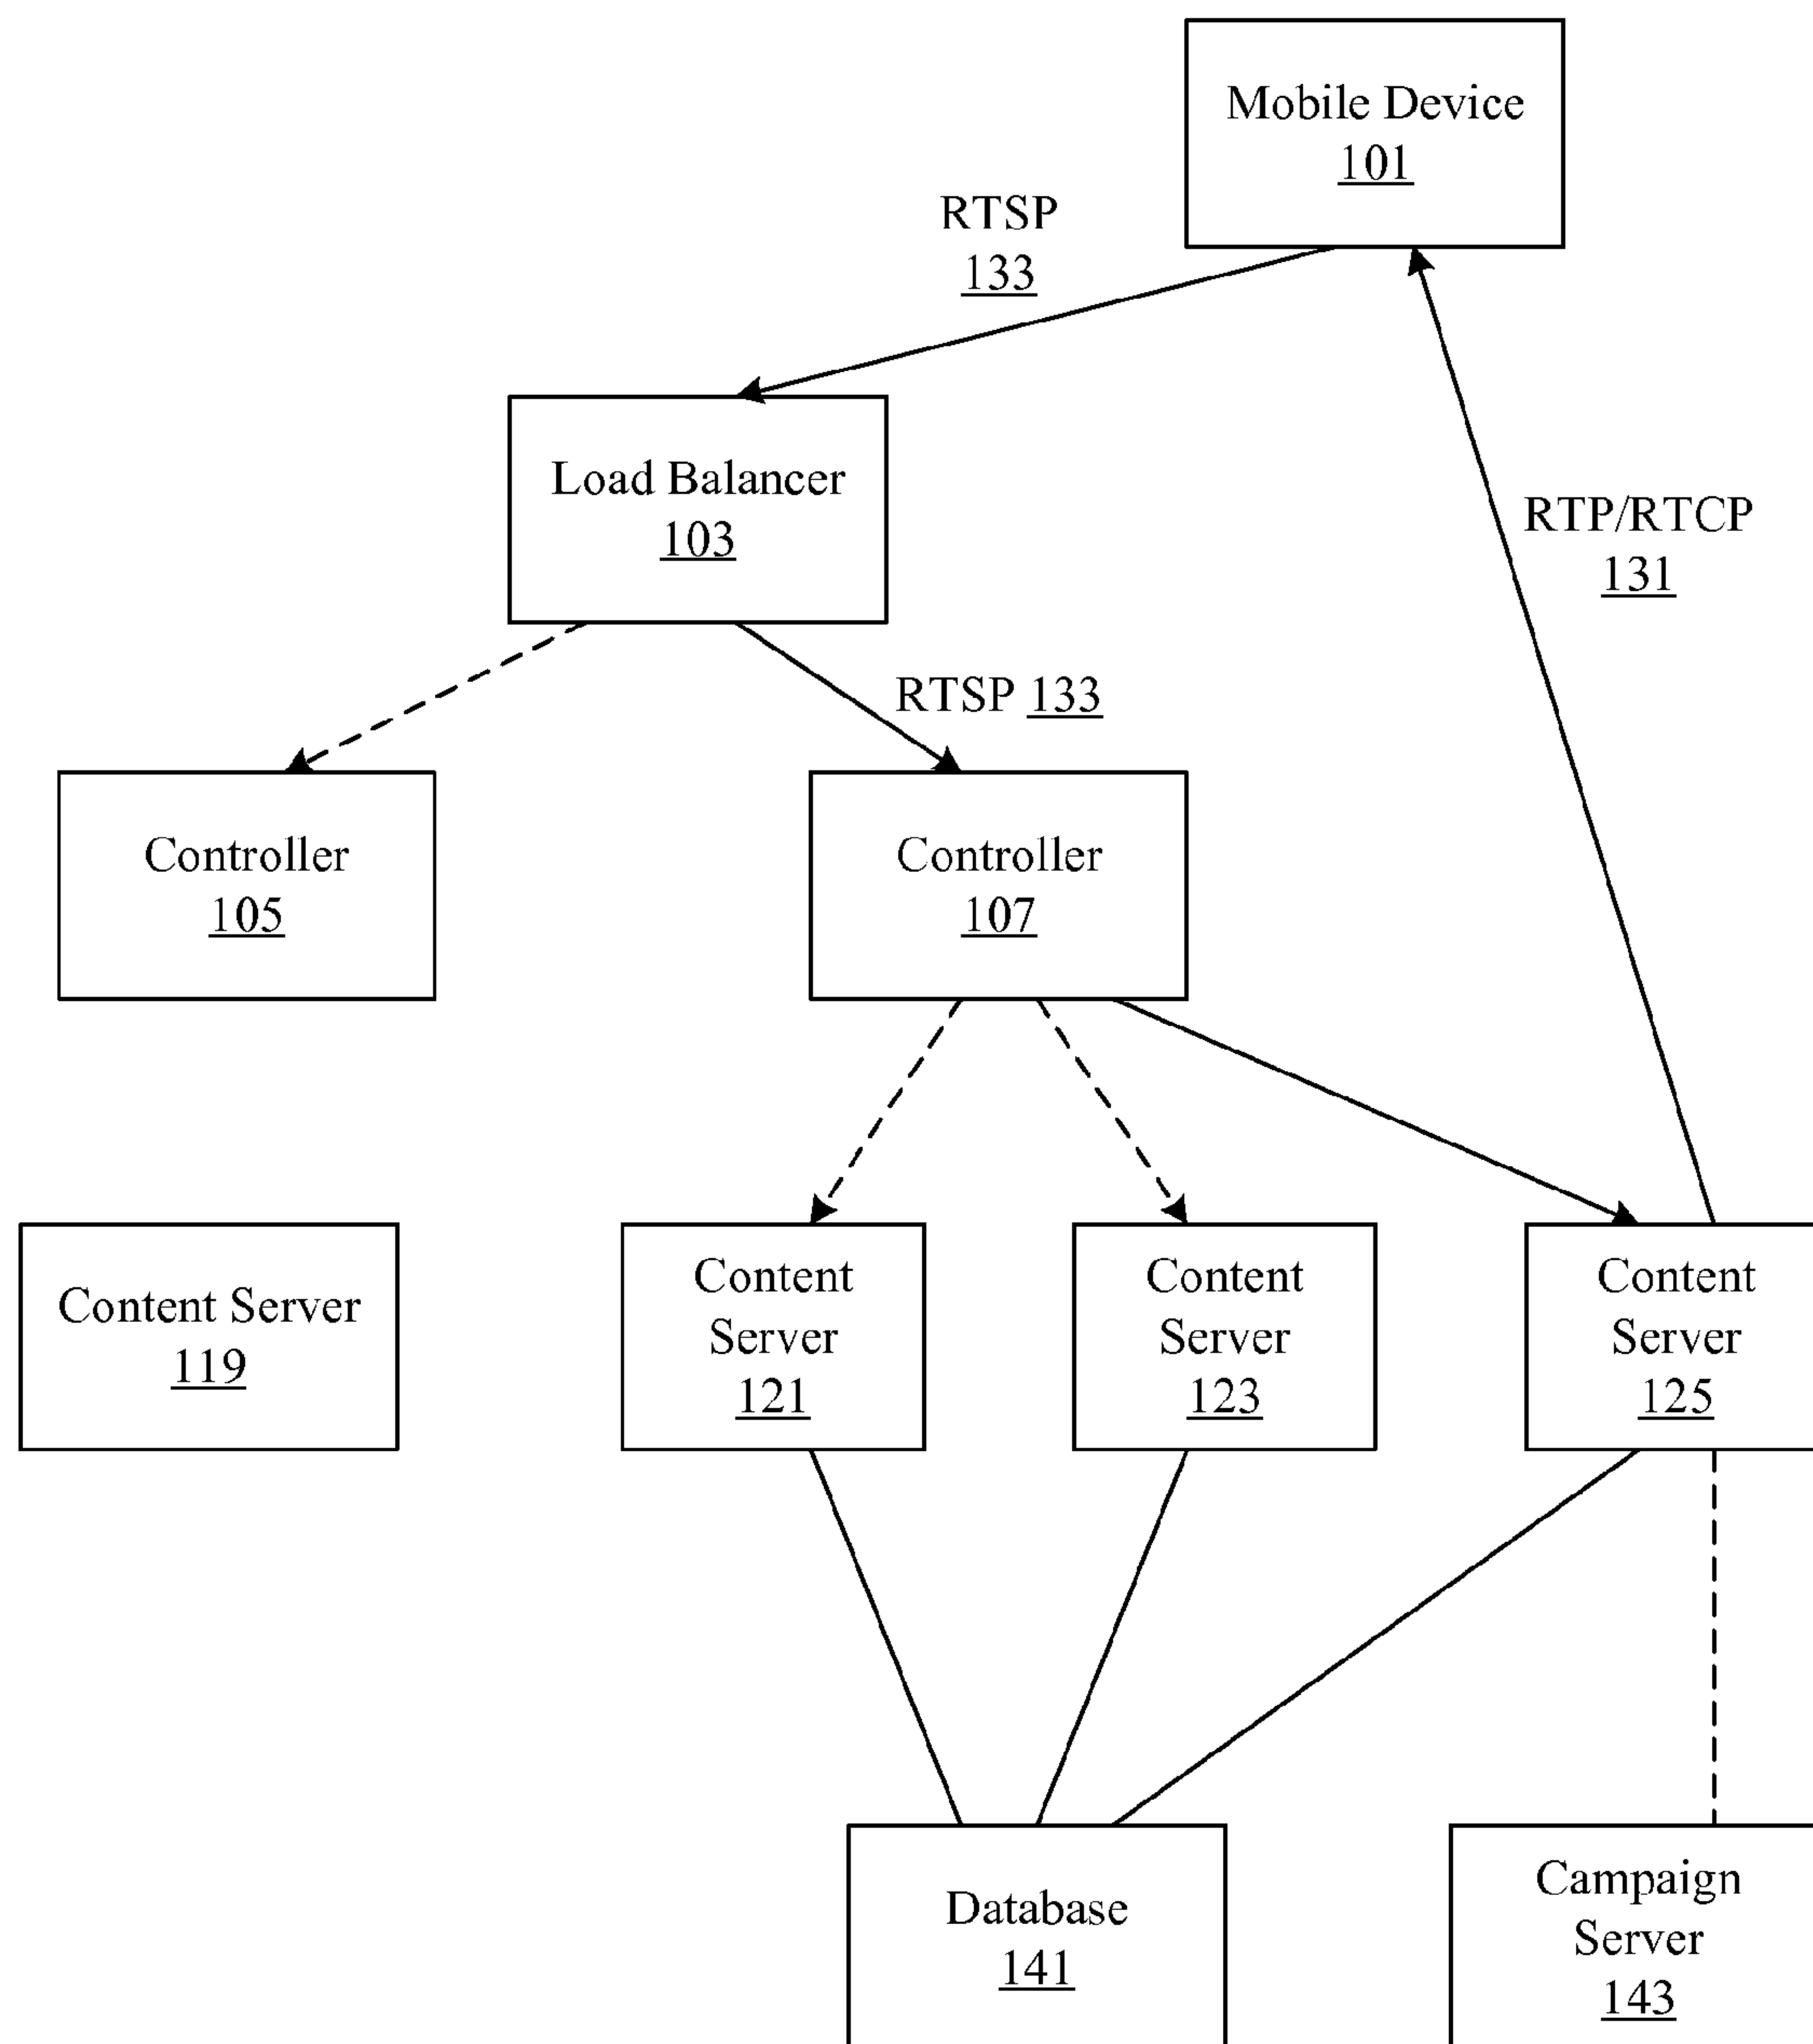 Mobile Device
101
RTSP
133
Load Balancer
103
RTP/RTCP
131
RTSP 133
Controller
105
Controller
107
Content Server
119
Content
Server
121
Content
Server
123
Content
Server
125
Database
141
Campaign
Server
143